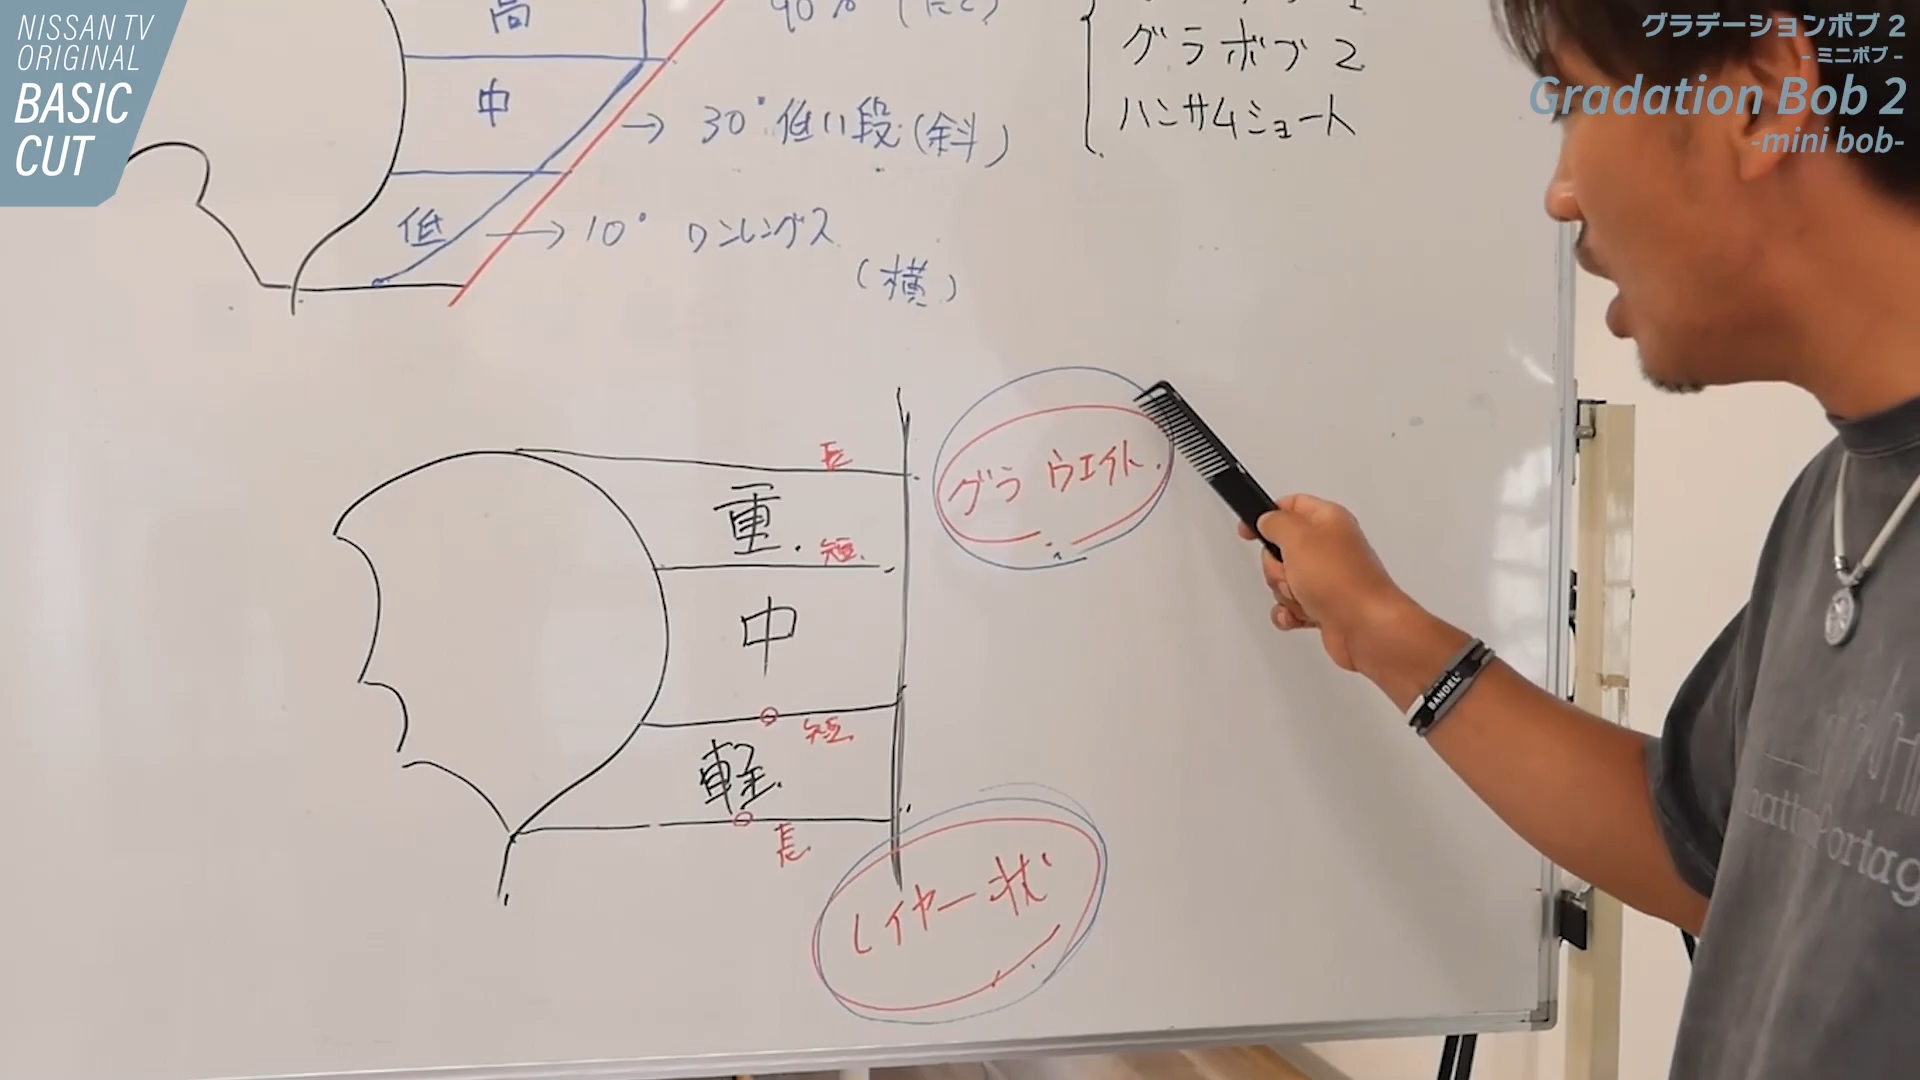 NISSAN TV
ORIGINAL
BASIC
CUT
グラデーションボブ 2
- ミニボブ -
Gradation Bob 2
-mini bob-
高
中
→ 30°低い段(斜)
低
→ 10° ワンレングス
(横)
グラボブ 2
ハンサムショート
長
重.
短.
中
短.
軽.
長.
グラ ウエイト.
レイヤー状
BANDEL